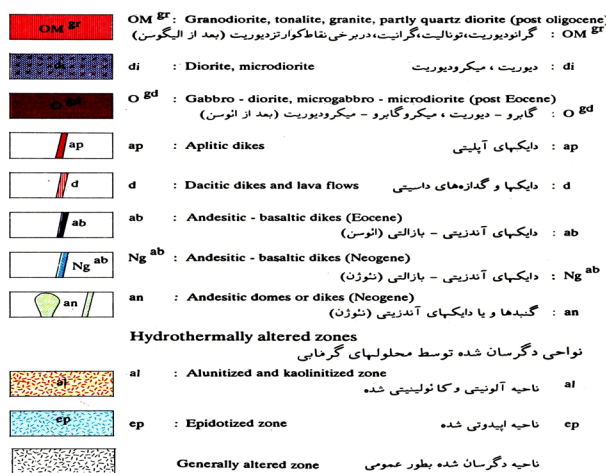 OM gr OM gr : Granodiorite, tonalite, granite, partly quartz diorite (post oligocene)
OM gr : گرانودیوریت،تونالیت،گرانیت،دربرخی نقاط کوارتزدیوریت (بعد از الیگوسن)
di di : Diorite, microdiorite di : دیوریت ، میکرودیوریت
O gd O gd : Gabbro - diorite, microgabbro - microdiorite (post Eocene)
O gd : گابرو - دیوریت ، میکروگابرو - میکرودیوریت (بعد از ائوسن)
ap ap : Aplitic dikes ap : دایکهای آپلیتی
d d : Dacitic dikes and lava flows d : دایکها و گدازه‌های داسیتی
ab ab : Andesitic - basaltic dikes (Eocene)
ab : دایکهای آندزیتی - بازالتی (ائوسن)
Ng ab Ng ab : Andesitic - basaltic dikes (Neogene)
Ng ab : دایکهای آندزیتی - بازالتی (نئوژن)
an an : Andesitic domes or dikes (Neogene)
an : گنبدها و یا دایکهای آندزیتی (نئوژن)
Hydrothermally altered zones
نواحی دگرسان شده توسط محلولهای گرمابی
al al : Alunitized and kaolinitized zone
al ناحیه آلونیتی و کائولینیتی شده
ep ep : Epidotized zone ep ناحیه اپیدوتی شده
Generally altered zone ناحیه دگرسان شده بطور عمومی